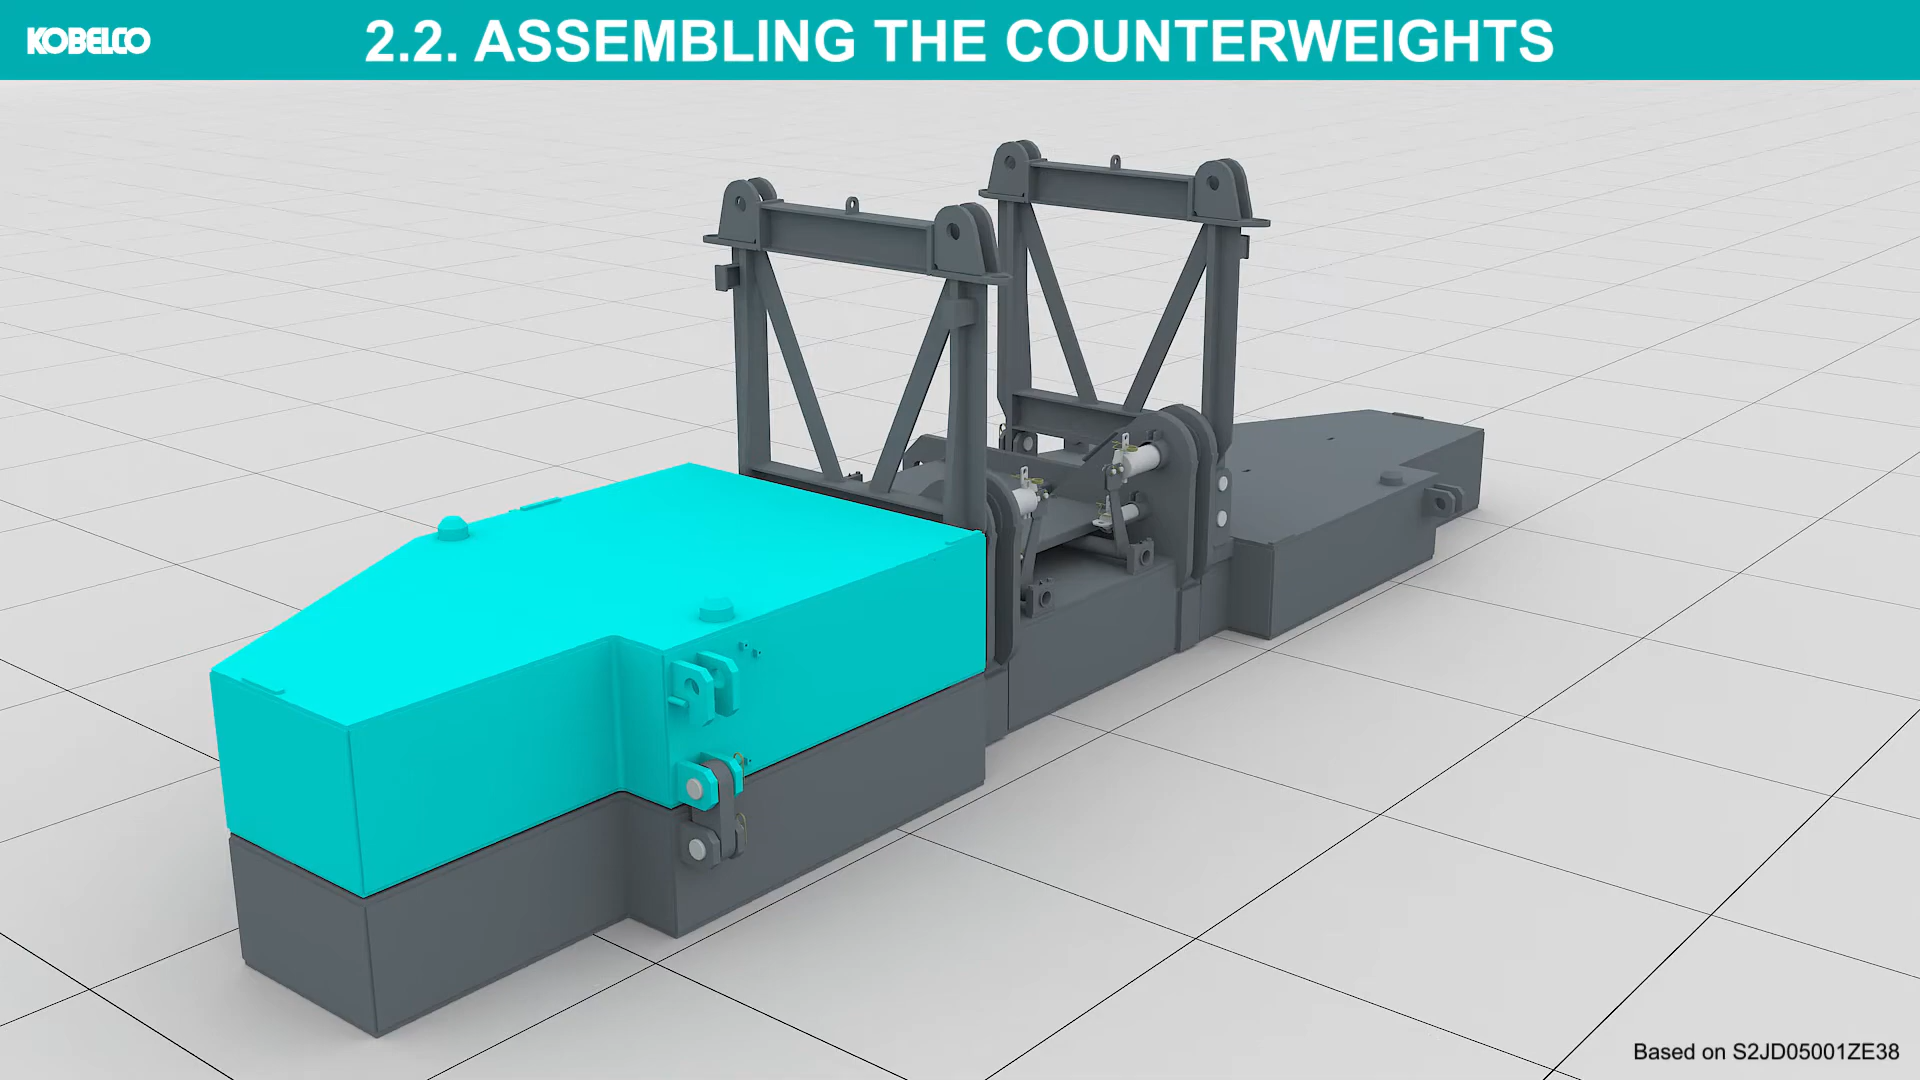 KOBELCO
2.2. ASSEMBLING THE COUNTERWEIGHTS
Based on S2JD05001ZE38